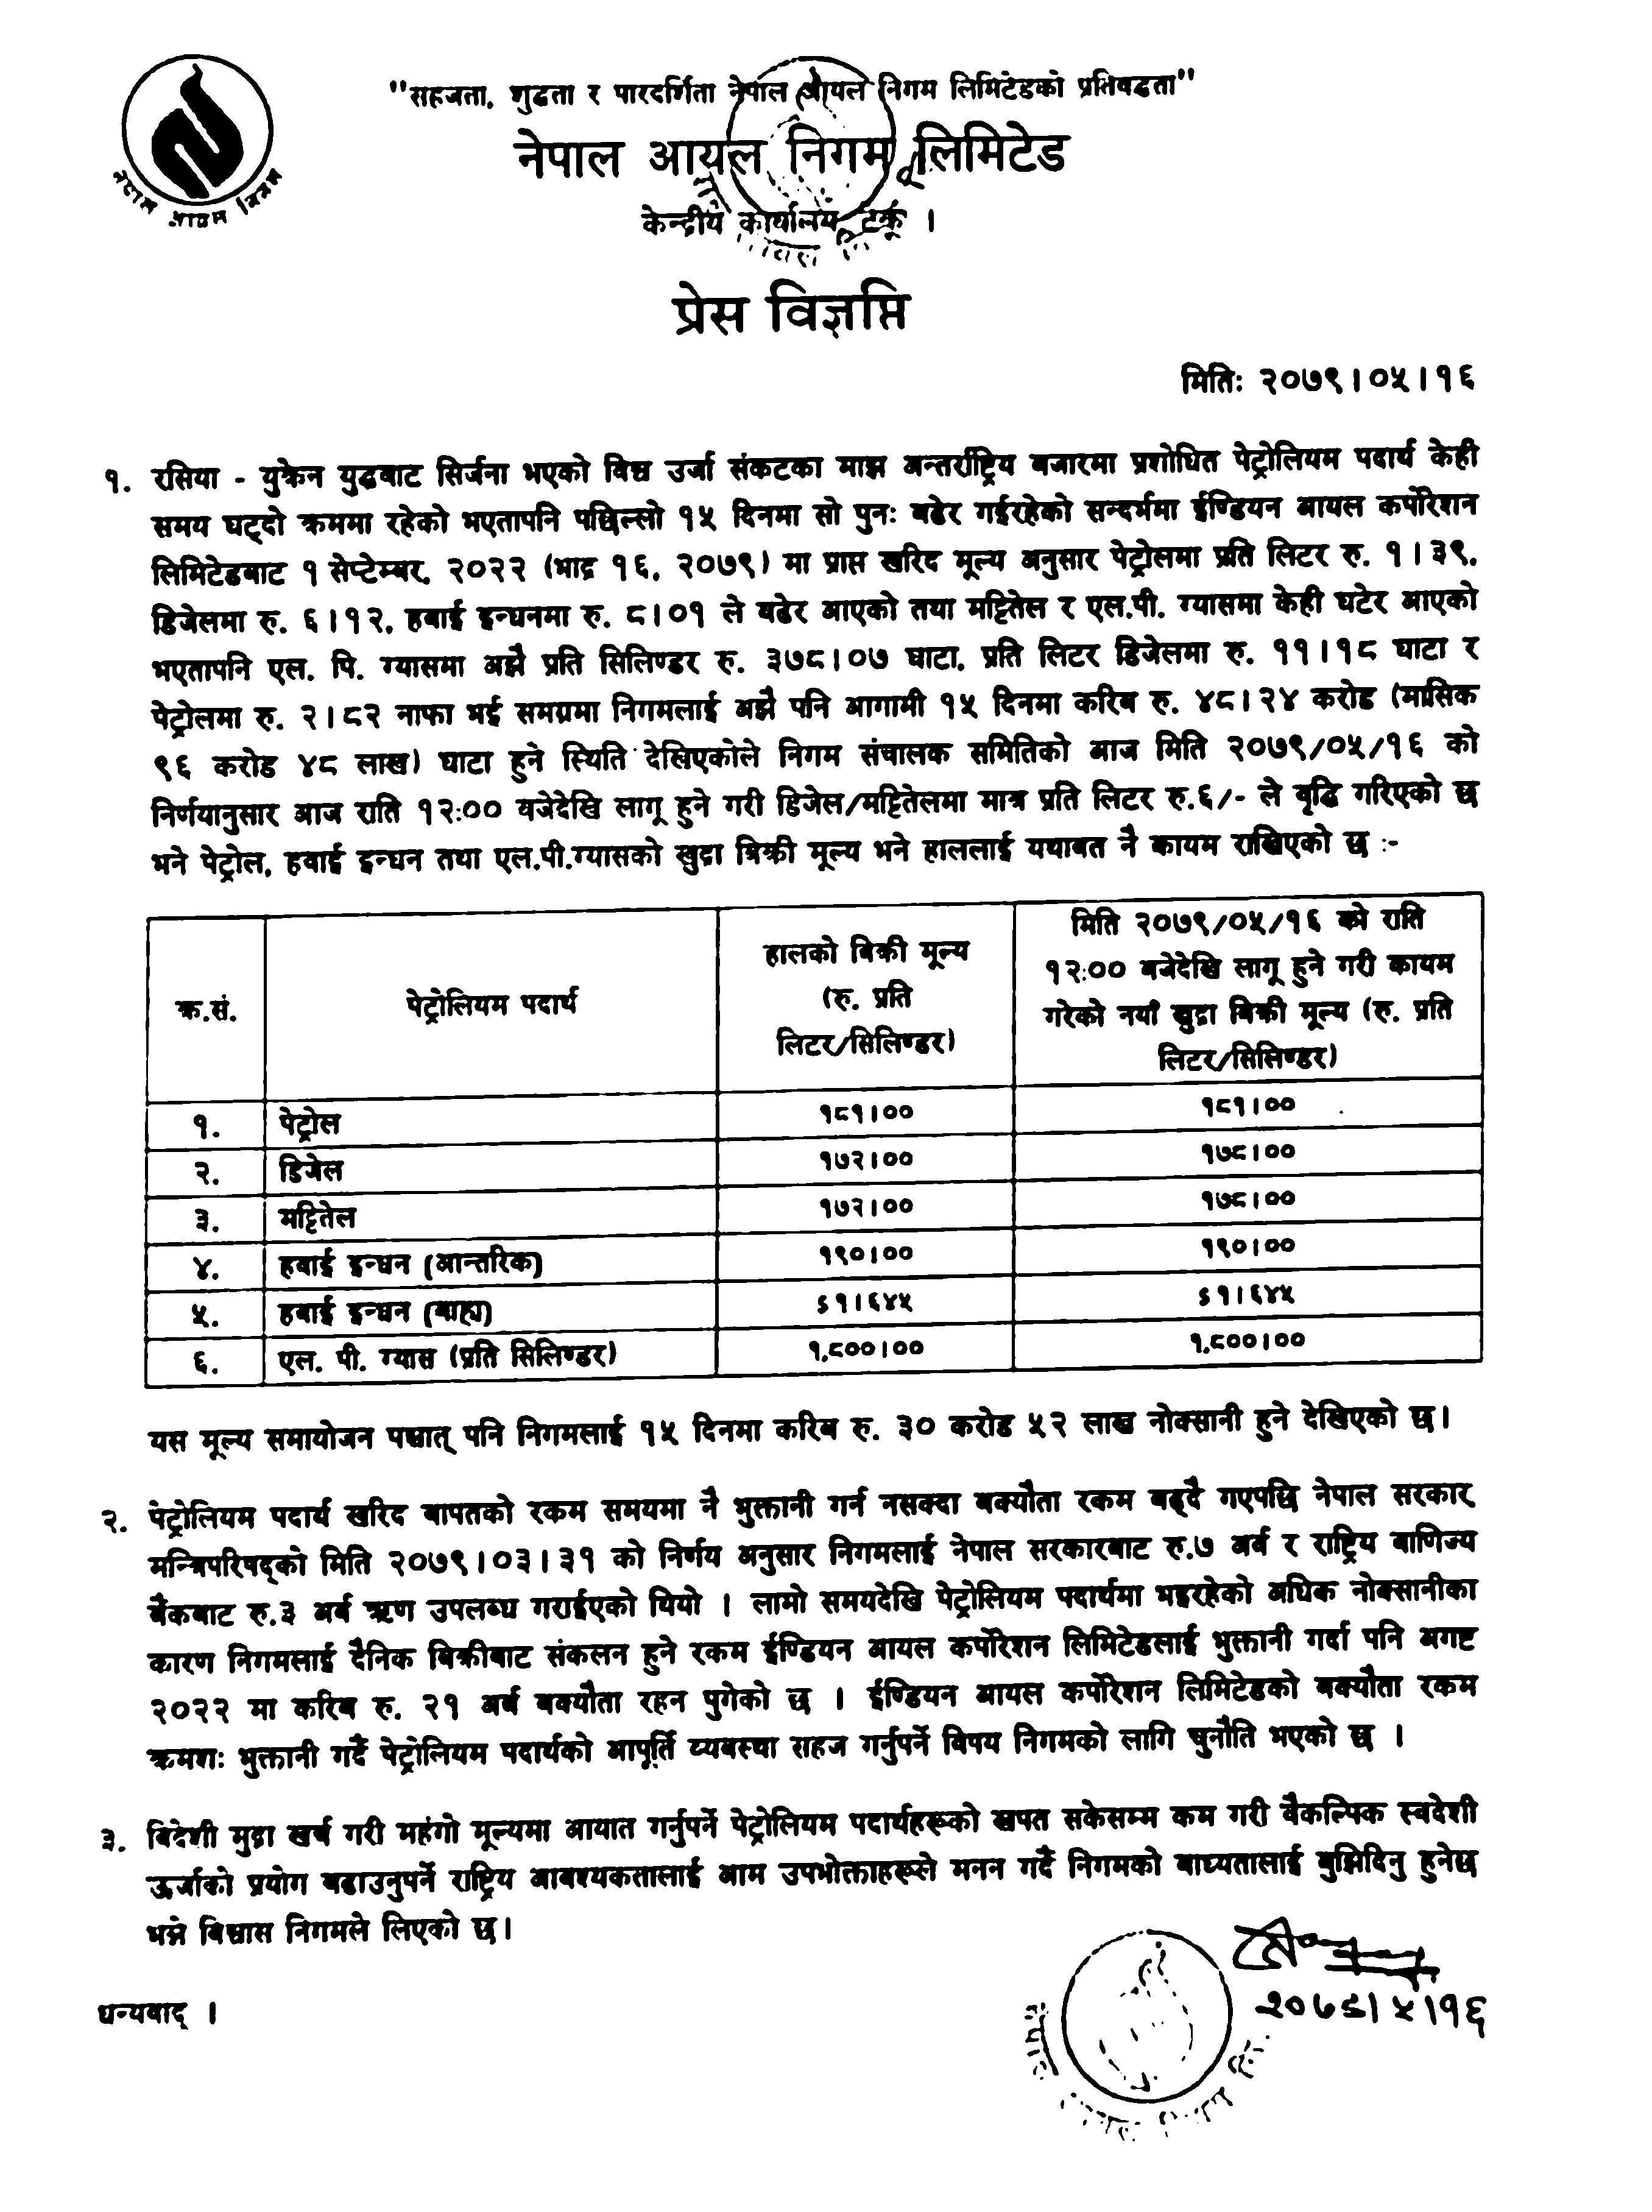 "सहजता, शुद्धता र पारदर्शिता नेपाल आयल निगम लिमिटेडको प्रतिवद्धता"
नेपाल आयल निगम लिमिटेड
नेपाल आयल निगम
केन्द्रीय कार्यालय, टेकू ।
प्रेस विज्ञप्ति
मितिः २०७९।०५।१६
१. रसिया - युक्रेन युद्धबाट सिर्जना भएको विश्व उर्जा संकटका माझ अन्तर्राष्ट्रिय बजारमा प्रशोधित पेट्रोलियम पदार्थ केही
समय घट्दो क्रममा रहेको भएतापनि पछिल्लो १५ दिनमा सो पुनः बढेर गईरहेको सन्दर्भमा ईण्डियन आयल कर्पोरेशन
लिमिटेडबाट १ सेप्टेम्बर, २०२२ (भाद्र १६, २०७९) मा प्राप्त खरिद मूल्य अनुसार पेट्रोलमा प्रति लिटर रु. १।३९,
डिजेलमा रु. ६।१२, हवाई इन्धनमा रु. ८।०१ ले बढेर आएको तथा मट्टितेल र एल.पी. ग्यासमा केही घटेर आएको
भएतापनि एल. पि. ग्यासमा अझै प्रति सिलिण्डर रु. ३७८।०७ घाटा, प्रति लिटर डिजेलमा रु. ११।१८ घाटा र
पेट्रोलमा रु. २।८२ नाफा भई समग्रमा निगमलाई अझै पनि आगामी १५ दिनमा करिब रु. ४८।२४ करोड (मासिक
९६ करोड ४८ लाख) घाटा हुने स्थिति देखिएकोले निगम संचालक समितिको आज मिति २०७९/०५/१६ को
निर्णयानुसार आज राति १२:०० बजेदेखि लागू हुने गरी डिजेल/मट्टितेलमा मात्र प्रति लिटर रु.६/- ले बृद्धि गरिएको छ
भने पेट्रोल, हवाई इन्धन तथा एल.पी.ग्यासको खुद्रा बिक्री मूल्य भने हाललाई यथावत नै कायम राखिएको छ :-
क्र.सं. पेट्रोलियम पदार्थ हालको बिक्री मूल्य (रु. प्रति लिटर/सिलिण्डर) मिति २०७९/०५/१६ को राति १२:०० बजेदेखि लागू हुने गरी कायम गरेको नयाँ खुद्रा बिक्री मूल्य (रु. प्रति लिटर/सिलिण्डर)
१. पेट्रोल १८१।०० १८१।००
२. डिजेल १७२।०० १७८।००
३. मट्टितेल १७२।०० १७८।००
४. हवाई इन्धन (आन्तरिक) १९०।०० १९०।००
५. हवाई इन्धन (बाह्य) $१।६४५ $१।६४५
६. एल. पी. ग्यास (प्रति सिलिण्डर) १,८००।०० १,८००।००
यस मूल्य समायोजन पश्चात् पनि निगमलाई १५ दिनमा करिब रु. ३० करोड ५२ लाख नोक्सानी हुने देखिएको छ।
२. पेट्रोलियम पदार्थ खरिद बापतको रकम समयमा नै भुक्तानी गर्न नसक्दा बक्यौता रकम बढ्दै गएपछि नेपाल सरकार,
मन्त्रिपरिषद्को मिति २०७९।०३।३१ को निर्णय अनुसार निगमलाई नेपाल सरकारबाट रु.७ अर्ब र राष्ट्रिय बाणिज्य
बैंकबाट रु.३ अर्ब ऋण उपलब्ध गराईएको थियो । लामो समयदेखि पेट्रोलियम पदार्थमा भइरहेको अधिक नोक्सानीका
कारण निगमलाई दैनिक बिक्रीबाट संकलन हुने रकम ईण्डियन आयल कर्पोरेशन लिमिटेडलाई भुक्तानी गर्दा पनि अगष्ट
२०२२ मा करिब रु. २१ अर्ब बक्यौता रहन पुगेको छ । ईण्डियन आयल कर्पोरेशन लिमिटेडको बक्यौता रकम
क्रमशः भुक्तानी गर्दै पेट्रोलियम पदार्थको आपूर्ति व्यबस्था सहज गर्नुपर्ने विषय निगमको लागि चुनौति भएको छ ।
३. बिदेशी मुद्रा खर्च गरी महंगो मूल्यमा आयात गर्नुपर्ने पेट्रोलियम पदार्थहरूको खपत सकेसम्म कम गरी वैकल्पिक स्वदेशी
ऊर्जाको प्रयोग बढाउनुपर्ने राष्ट्रिय आवश्यकतालाई आम उपभोक्ताहरूले मनन गर्दै निगमको बाध्यतालाई बुझिदिनु हुनेछ
भन्ने बिश्वास निगमले लिएको छ।
२०७९।५।१६
धन्यवाद् ।